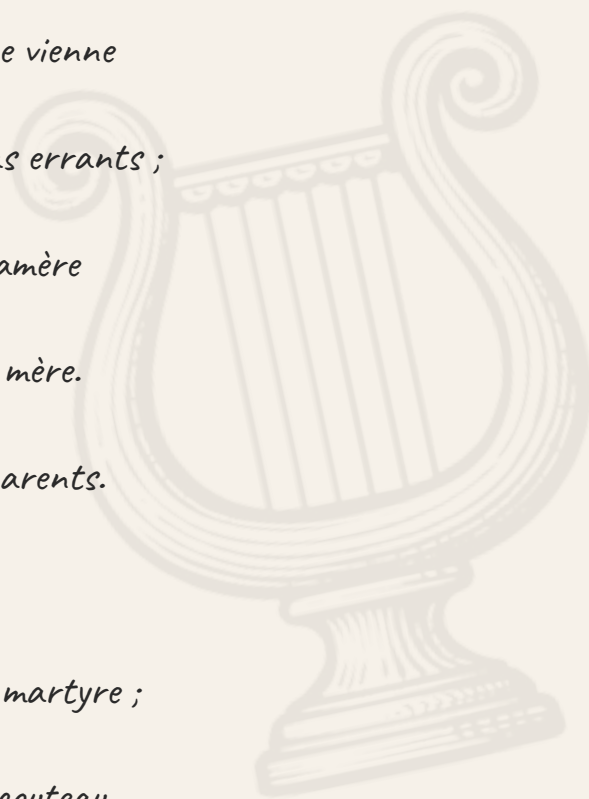 e vienne
s errants ;
amère
mère.
arents.
martyre ;